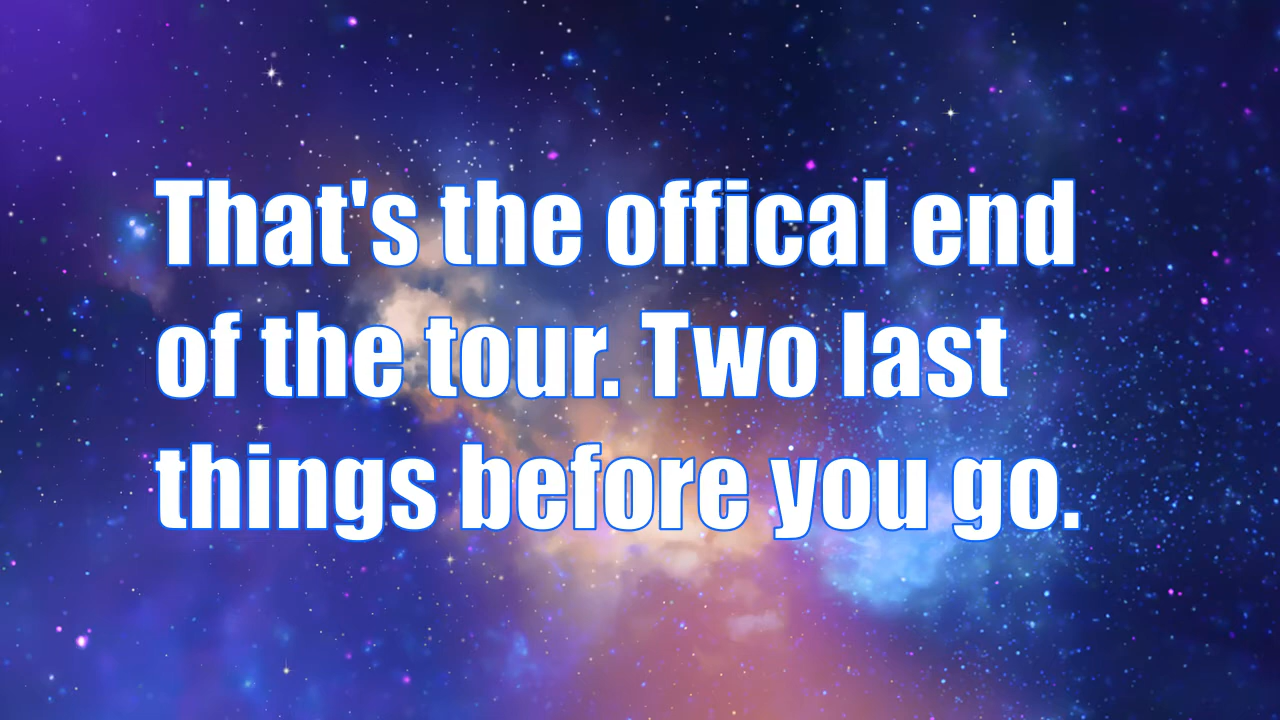 That's the offical end
of the tour. Two last
things before you go.